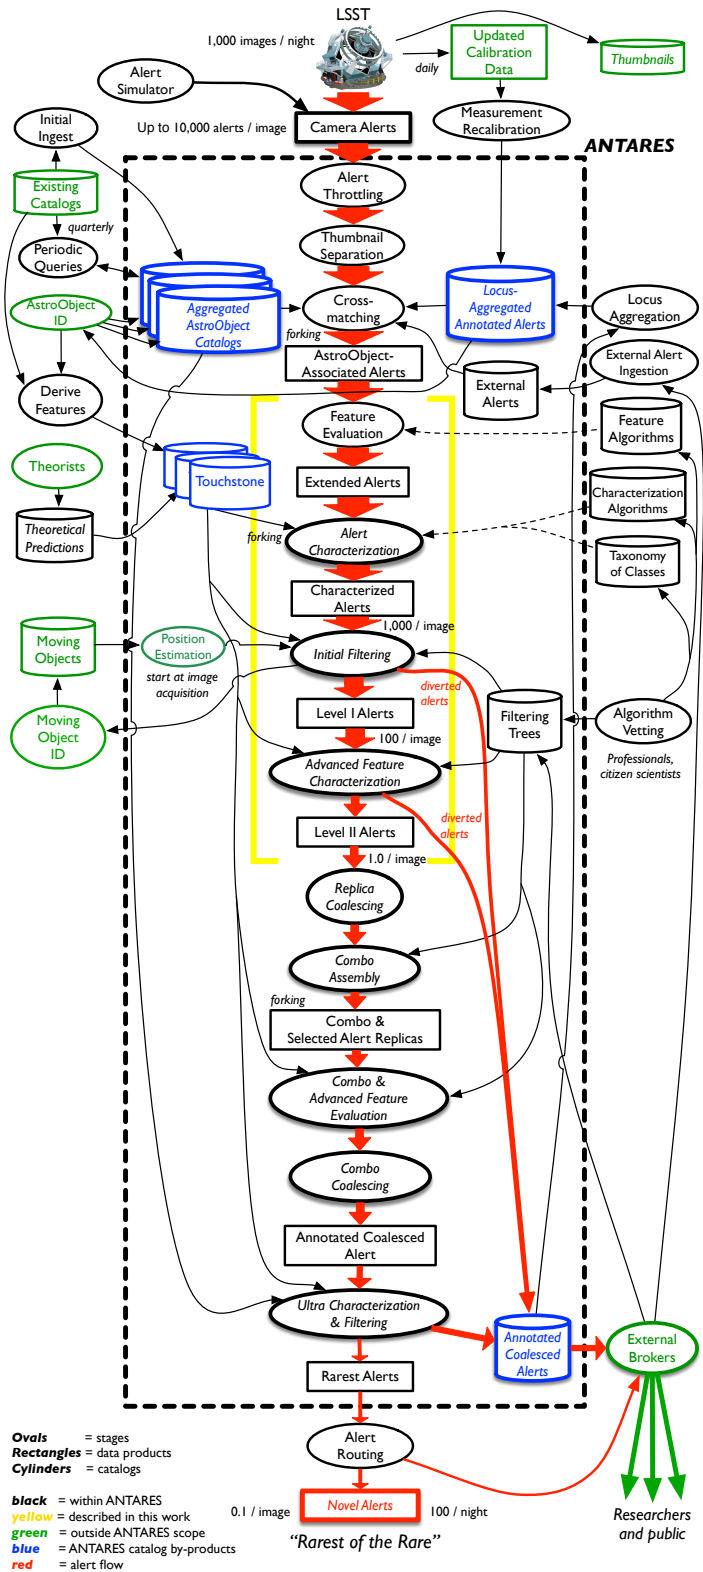 LSST
1,000 images / night
Updated
Calibration
Data
Thumbnails
daily
Alert
Simulator
Initial
Ingest
Up to 10,000 alerts / image
Camera Alerts
Measurement
Recalibration
ANTARES
Existing
Catalogs
Alert
Throttling
quarterly
Periodic
Queries
Thumbnail
Separation
AstroObject
ID
Aggregated
AstroObject
Catalogs
Cross-
matching
Locus-
Aggregated
Annotated Alerts
Locus
Aggregation
forking
AstroObject-
Associated Alerts
External Alert
Ingestion
External
Alerts
Derive
Features
Feature
Evaluation
Feature
Algorithms
Theorists
Touchstone
Extended Alerts
Characterization
Algorithms
Theoretical
Predictions
forking
Alert
Characterization
Taxonomy
of Classes
Characterized
Alerts
1,000 / image
Moving
Objects
Position
Estimation
Initial Filtering
start at image
acquisition
diverted
alerts
Moving
Object
ID
Level I Alerts
Filtering
Trees
Algorithm
Vetting
100 / image
Professionals,
citizen scientists
Advanced Feature
Characterization
diverted
alerts
Level II Alerts
1.0 / image
Replica
Coalescing
Combo
Assembly
forking
Combo &
Selected Alert Replicas
Combo &
Advanced Feature
Evaluation
Combo
Coalescing
Annotated Coalesced
Alert
Ultra Characterization
& Filtering
Annotated
Coalesced
Alerts
External
Brokers
Rarest Alerts
Alert
Routing
Ovals = stages
Rectangles = data products
Cylinders = catalogs
black = within ANTARES
yellow = described in this work
green = outside ANTARES scope
blue = ANTARES catalog by-products
red = alert flow
0.1 / image
Novel Alerts
100 / night
"Rarest of the Rare"
Researchers
and public